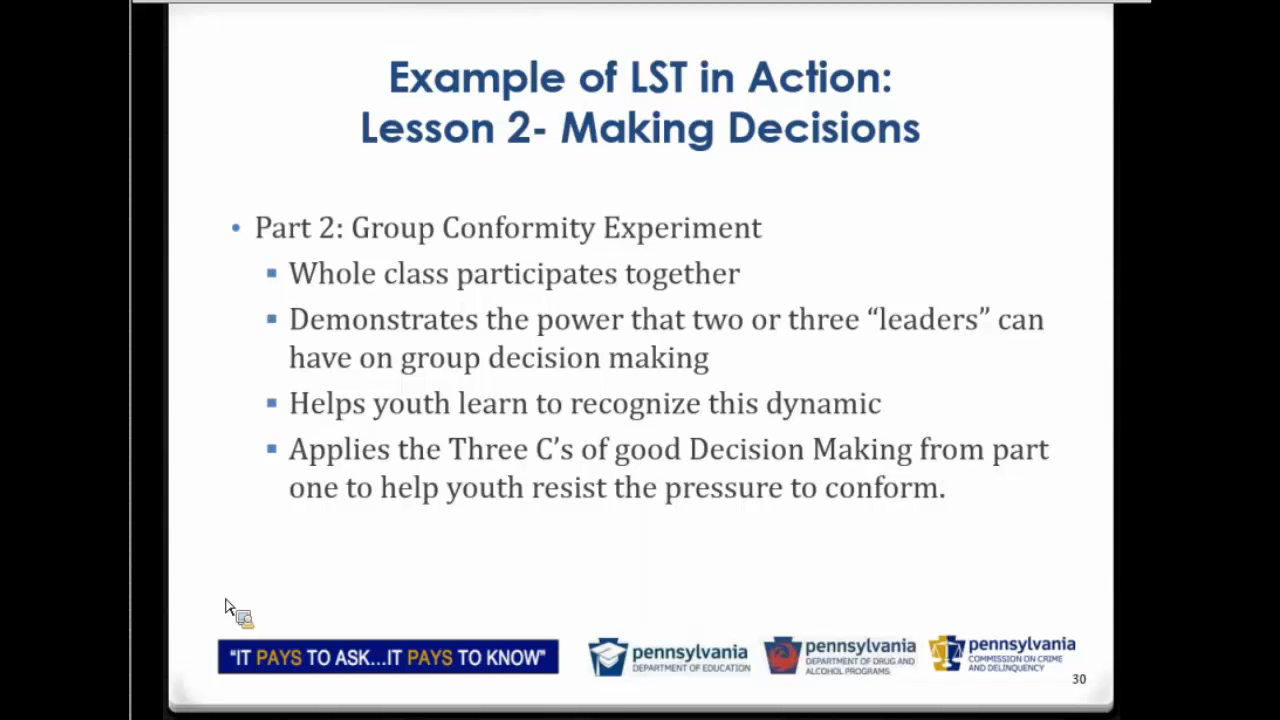 Example of LST in Action:
Lesson 2- Making Decisions
• Part 2: Group Conformity Experiment
▪ Whole class participates together
▪ Demonstrates the power that two or three “leaders” can
have on group decision making
▪ Helps youth learn to recognize this dynamic
▪ Applies the Three C’s of good Decision Making from part
one to help youth resist the pressure to conform.
“IT PAYS TO ASK...IT PAYS TO KNOW”
pennsylvania
DEPARTMENT OF EDUCATION
pennsylvania
DEPARTMENT OF DRUG AND
ALCOHOL PROGRAMS
pennsylvania
COMMISSION ON CRIME
AND DELINQUENCY
30